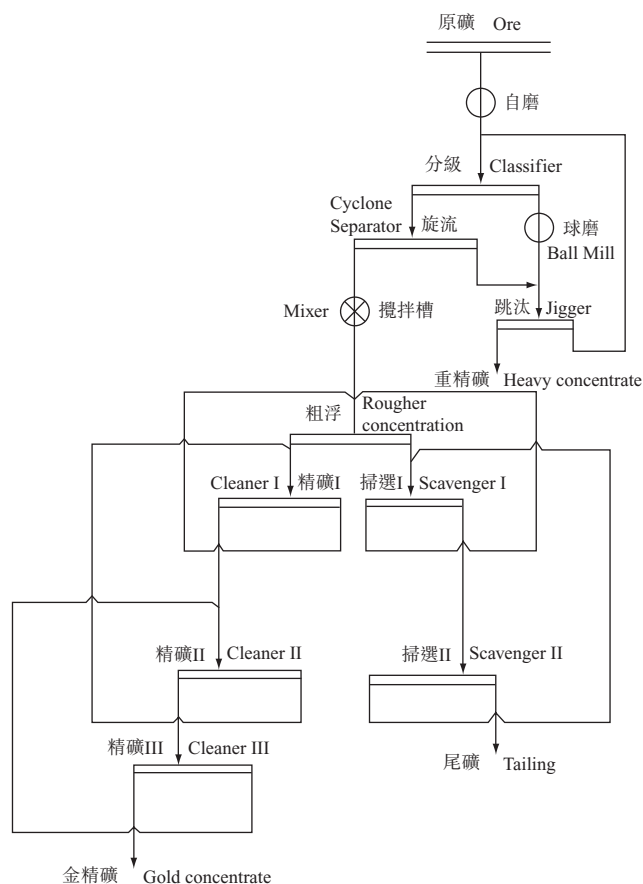 原礦 Ore
自磨
分級 Classifier
Cyclone
Separator 旋流
球磨
Ball Mill
Mixer 攪拌槽
跳汰 Jigger
重精礦 Heavy concentrate
粗浮 Rougher
concentration
Cleaner I 精礦I 掃選I Scavenger I
精礦II Cleaner II 掃選II Scavenger II
精礦III Cleaner III 尾礦 Tailing
金精礦 Gold concentrate